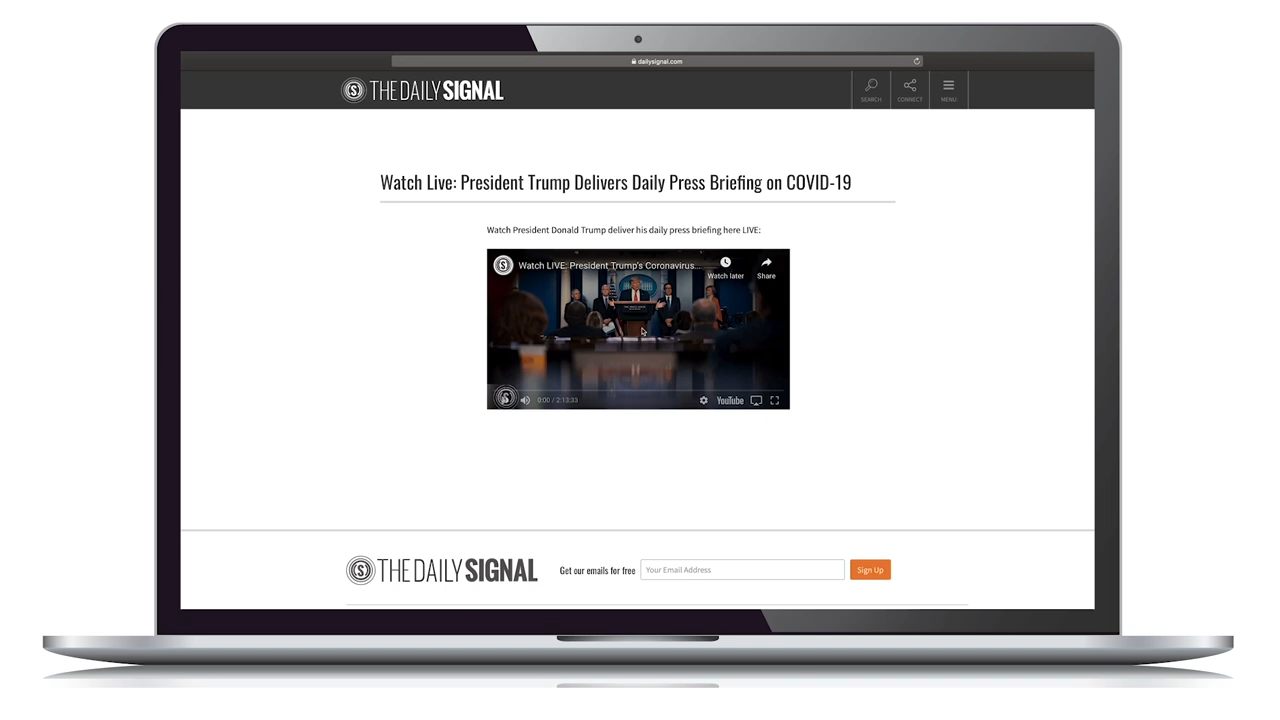 dailysignal.com
THE DAILY SIGNAL
SEARCH
CONNECT
MENU
Watch Live: President Trump Delivers Daily Press Briefing on COVID-19
Watch President Donald Trump deliver his daily press briefing here LIVE:
Watch LIVE: President Trump's Coronavirus...
Watch later
Share
0:00 / 2:13:33
YouTube
THE DAILY SIGNAL
Get our emails for free
Your Email Address
Sign Up